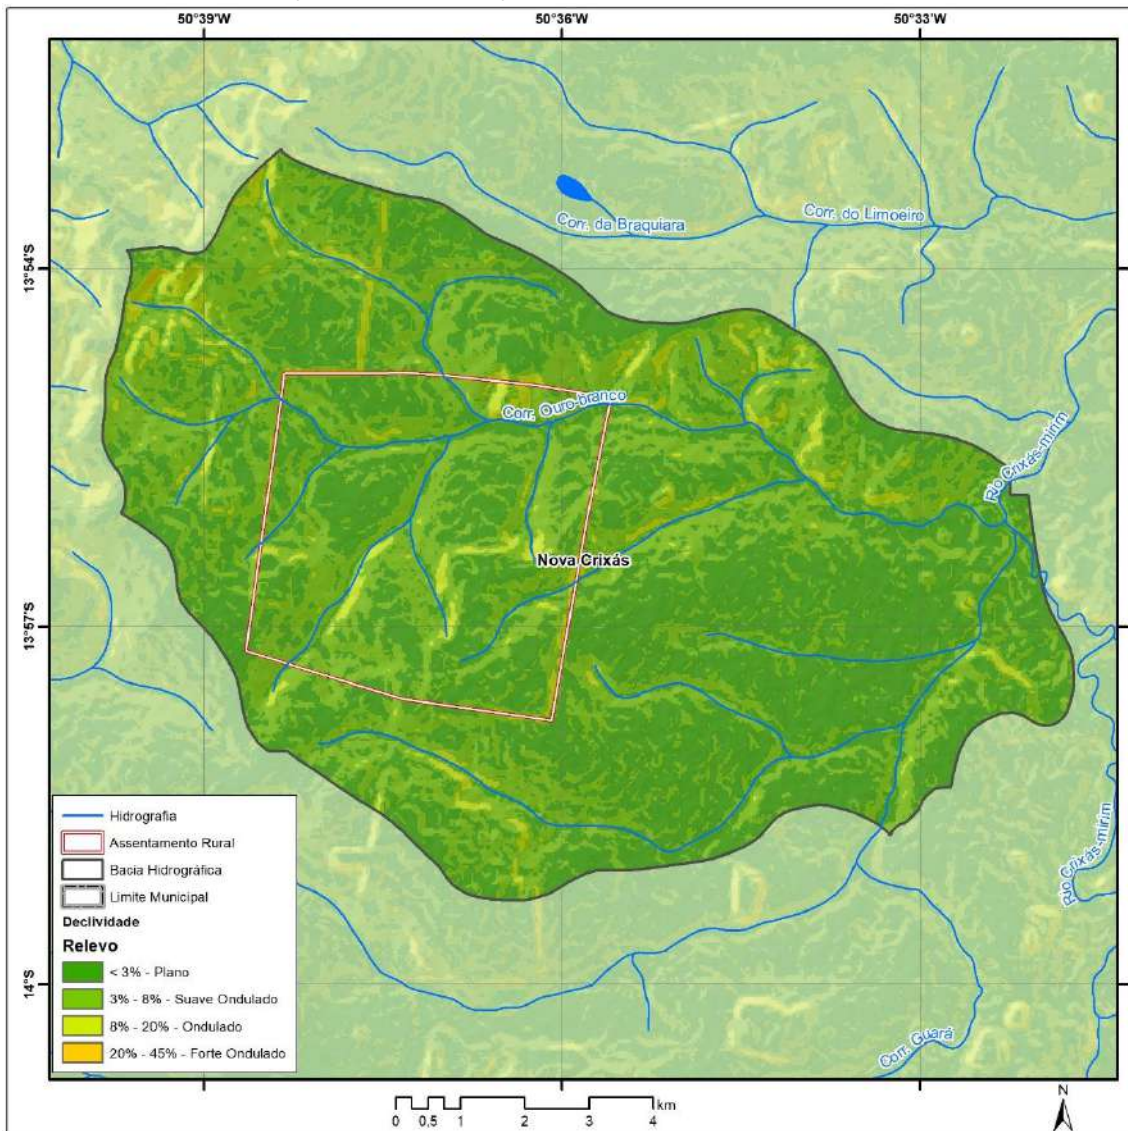 50°39'W 50°36'W 50°33'W
13°54'S
13°57'S
14°S
Corr. da Braquiara
Corr. do Limoeiro
Corr. Ouro-branco
Rio Crixás-mirim
Nova Crixás
Rio Crixás-mirim
Corr. Guará
Hidrografia
Assentamento Rural
Bacia Hidrográfica
Limite Municipal
Declividade
Relevo
< 3% - Plano
3% - 8% - Suave Ondulado
8% - 20% - Ondulado
20% - 45% - Forte Ondulado
km
0 0,5 1 2 3 4
N